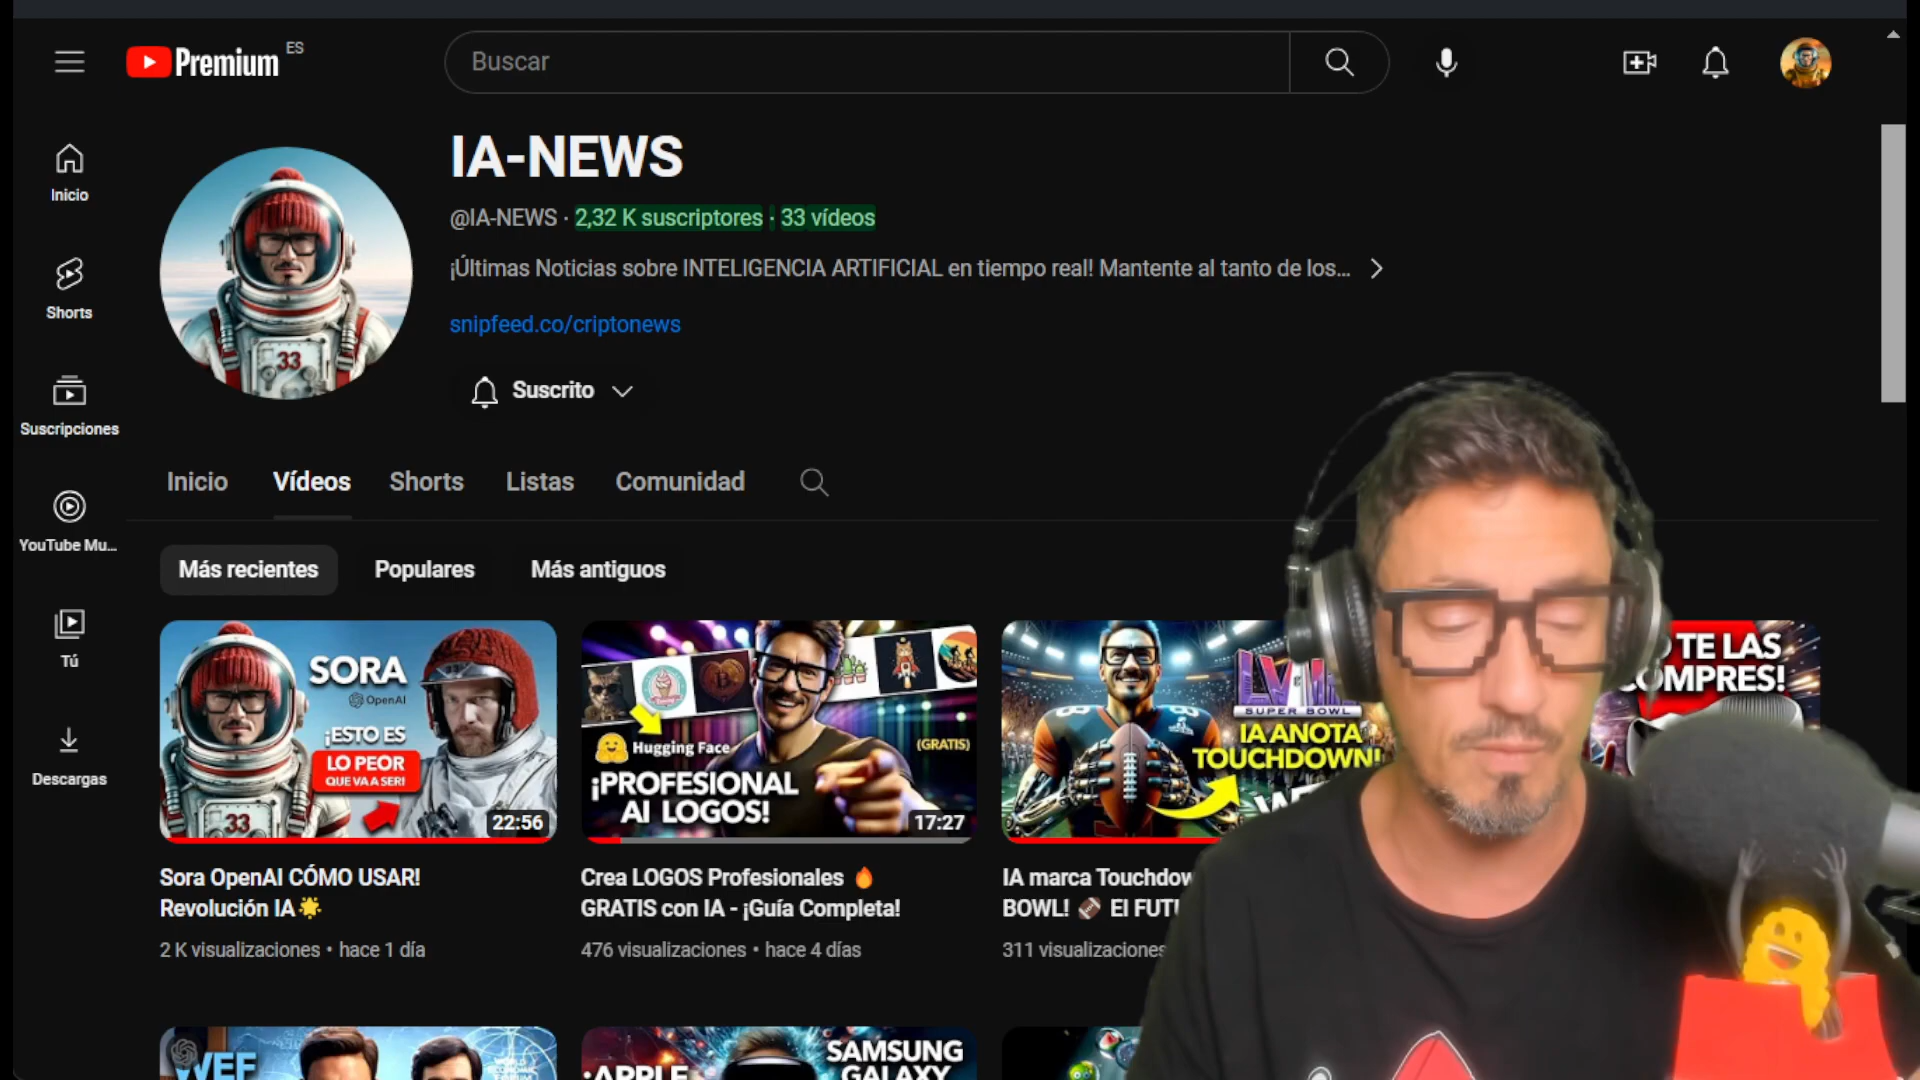 Premium ES
Buscar
IA-NEWS
@IA-NEWS · 2,32 K suscriptores · 33 vídeos
¡Últimas Noticias sobre INTELIGENCIA ARTIFICIAL en tiempo real! Mantente al tanto de los...
snipfeed.co/criptonews
Suscrito
Inicio
Shorts
Suscripciones
YouTube Mu...
Tú
Descargas
33
Inicio Vídeos Shorts Listas Comunidad
Más recientes Populares Más antiguos
SORA
OpenAI
¡ESTO ES
LO PEOR
QUE VA A SER!
33
22:56
Sora OpenAI CÓMO USAR!
Revolución IA🌟
2 K visualizaciones • hace 1 día
Hugging Face
(GRATIS)
¡PROFESIONAL
AI LOGOS!
17:27
Crea LOGOS Profesionales 🔥
GRATIS con IA - ¡Guía Completa!
476 visualizaciones • hace 4 días
SUPER BOWL
IA ANOTA
TOUCHDOWN!
IA marca Touchdow
BOWL! 🏈 El FUT
311 visualizaciones
TE LAS
COMPRES!
WEF
WORLD
ECONOMIC
FORUM
SAMSUNG
GALAXY
¡APPLE